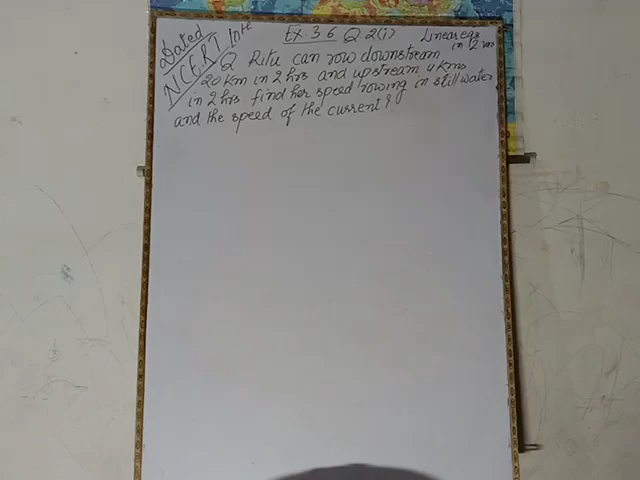 Dated
NCERT 10th
Ex 3.6 Q.2(i)
Linear eqs
in 2 vars
Q Ritu can row downstream
20 km in 2 hrs and upstream 4 kms
in 2 hrs find her speed rowing in still water
and the speed of the current?